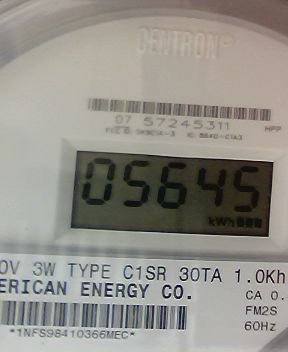 CENTRON®
07 57245311
HPP
05645
kWh
0V 3W TYPE C1SR 30TA 1.0Kh
ERICAN ENERGY CO.
CA 0.
FM2S
60Hz
*1NFS98410366MEC*